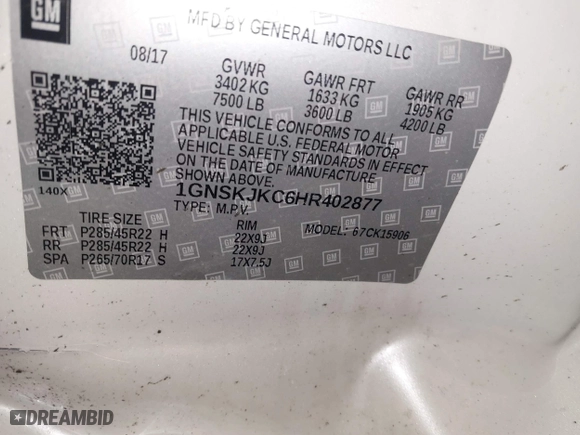 GM
MFD BY GENERAL MOTORS LLC
08/17
GVWR GAWR FRT GAWR RR
3402 KG 1633 KG 1905 KG
7500 LB 3600 LB 4200 LB
THIS VEHICLE CONFORMS TO ALL
APPLICABLE U.S. FEDERAL MOTOR
VEHICLE SAFETY STANDARDS IN EFFECT
ON THE DATE OF MANUFACTURE
SHOWN ABOVE.
1GNSKJKC6HR402877
TYPE: M.P.V. MODEL: 67CK15906
140X
TIRE SIZE RIM
FRT P285/45R22 H 22X9J
RR P285/45R22 H 22X9J
SPA P265/70R17 S 17X7.5J
DREAMBID